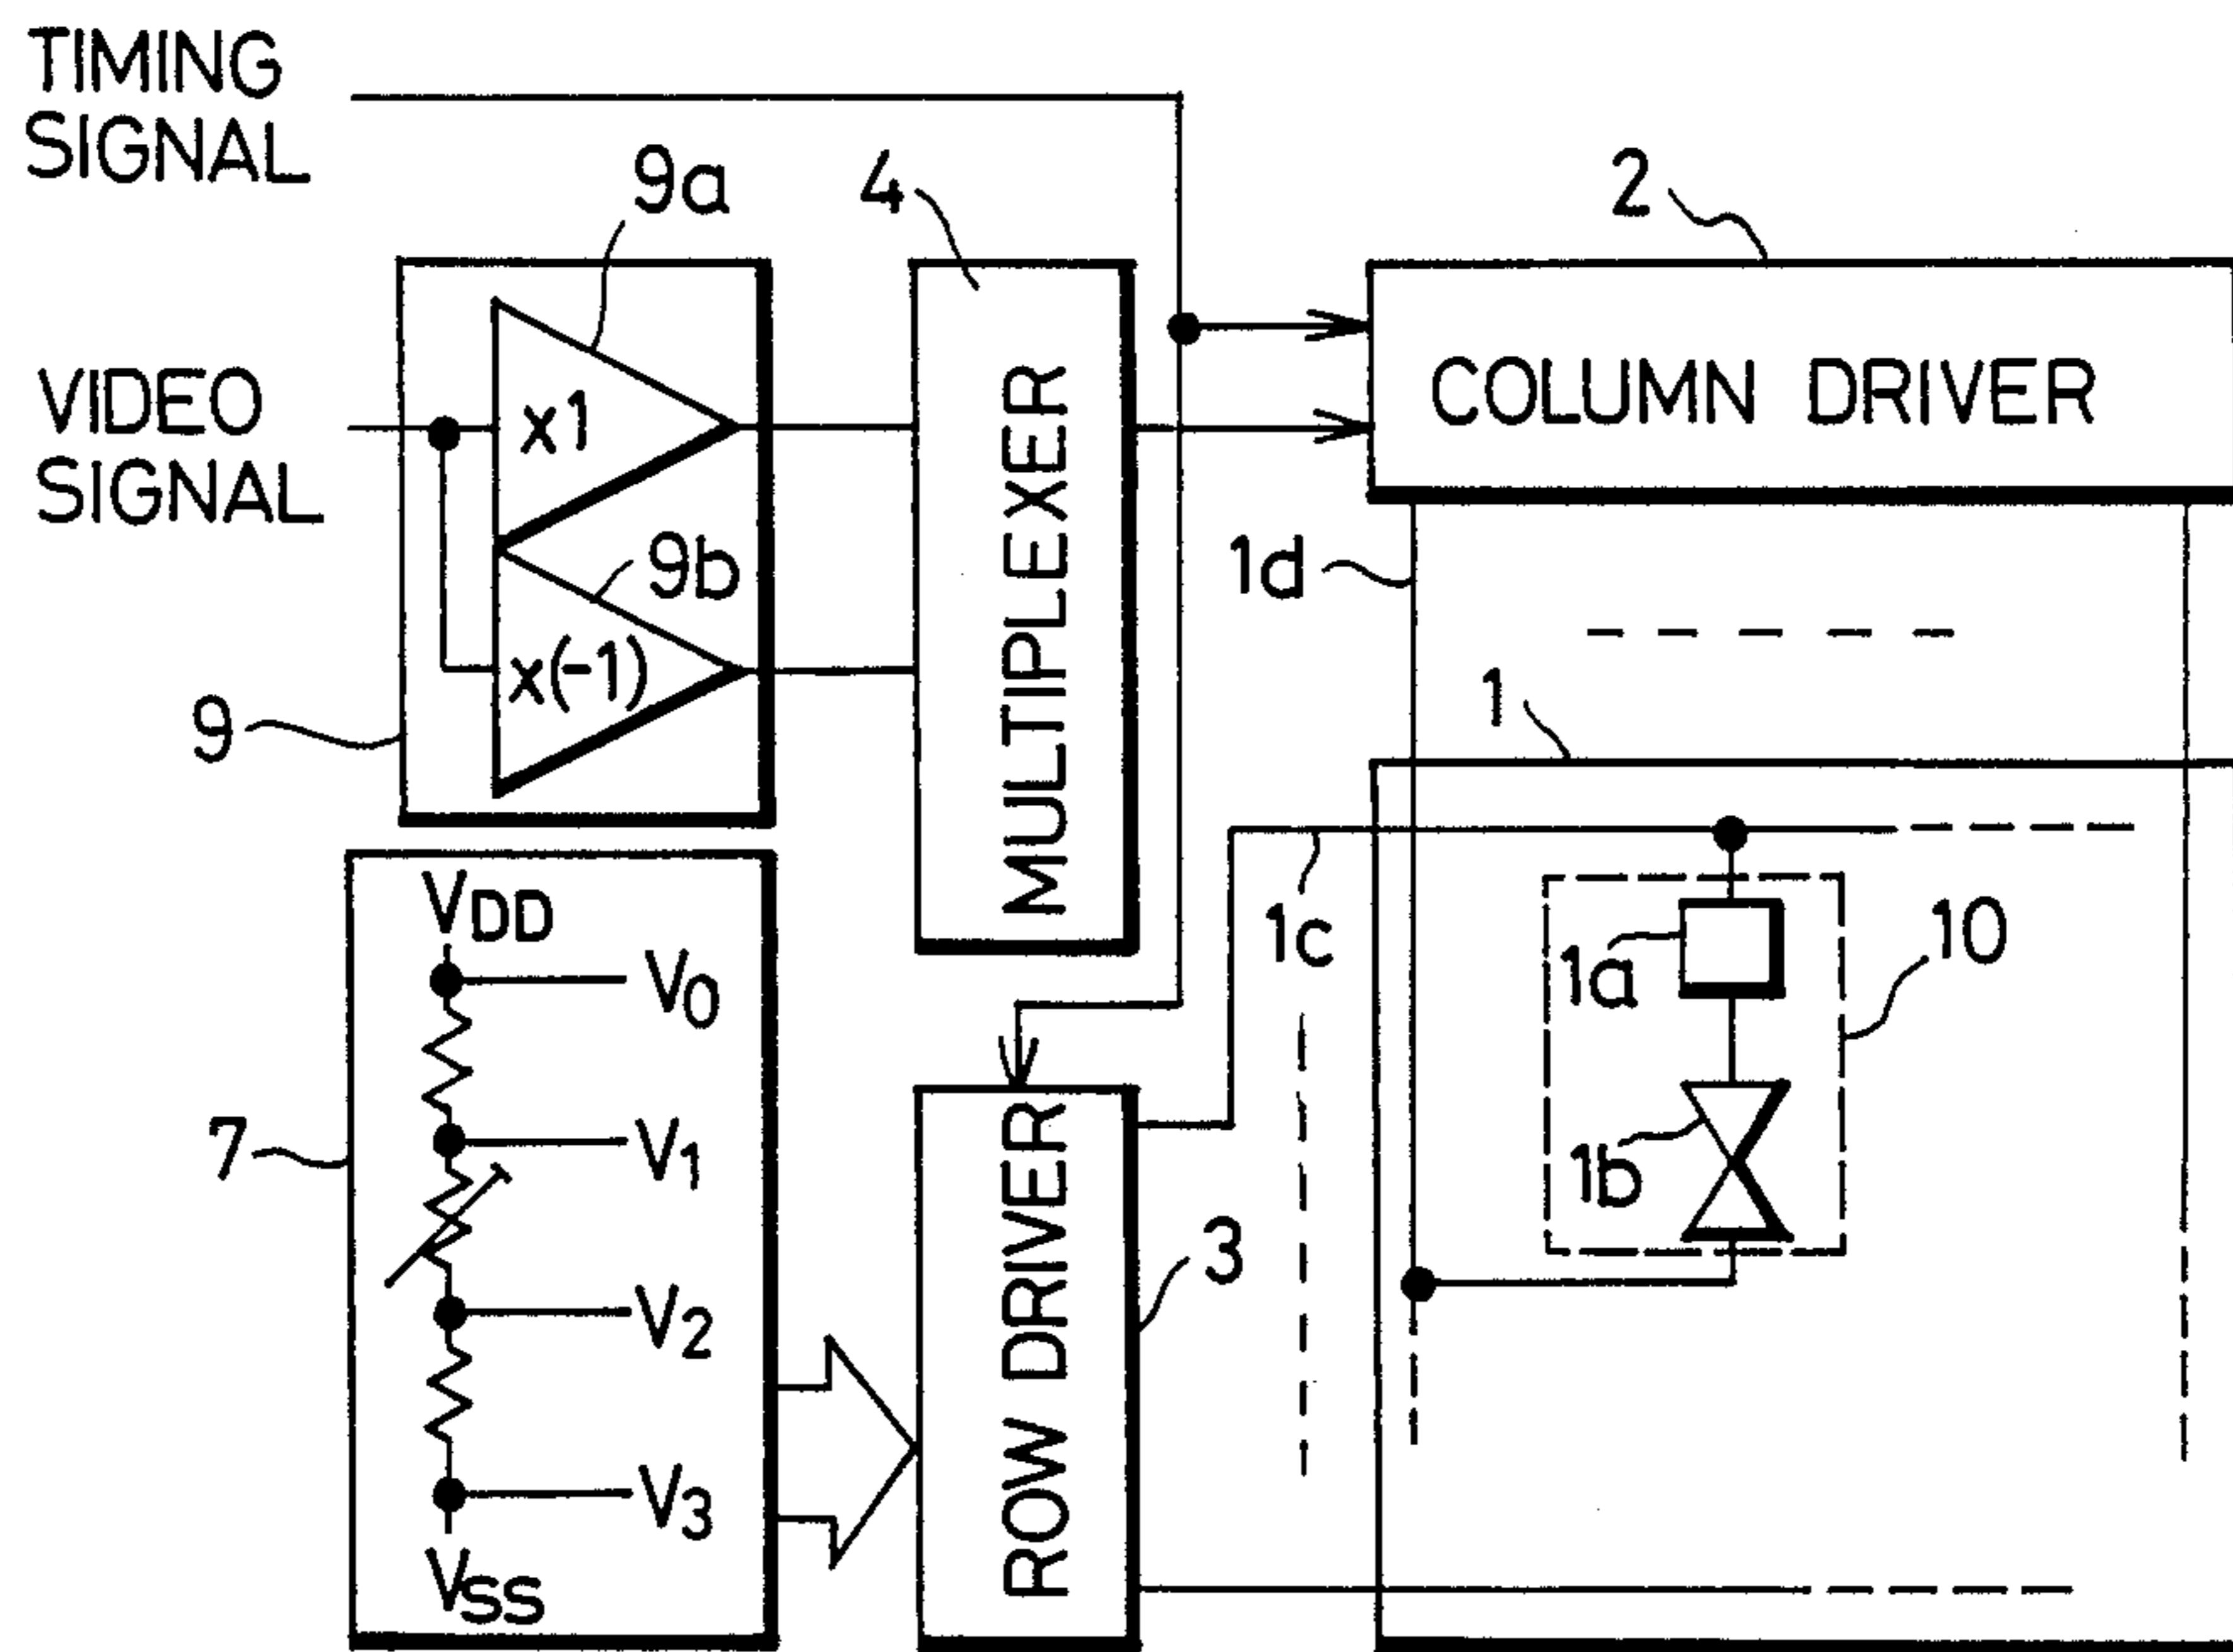 TIMING
SIGNAL
9a
4
2
VIDEO
SIGNAL
x1
MULTIPLEXER
COLUMN DRIVER
9b
1d
x(-1)
9
1
VDD
V0
1c
1a
10
7
V1
1b
ROW DRIVER
3
V2
V3
VSS